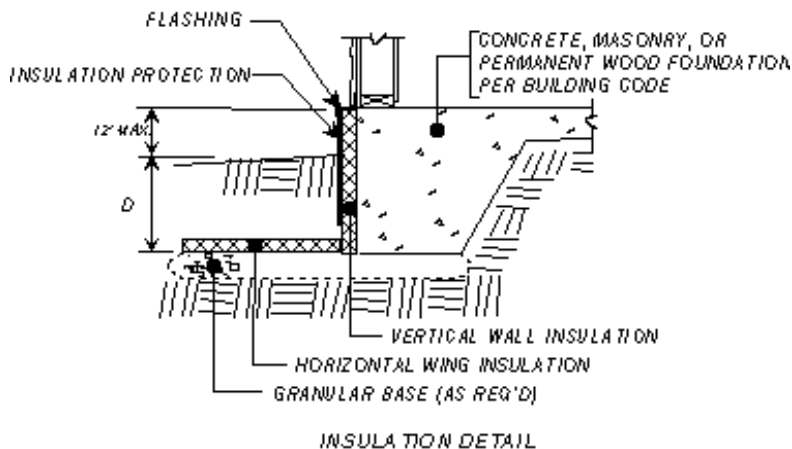 FLASHING
CONCRETE, MASONRY, OR
PERMANENT WOOD FOUNDATION
PER BUILDING CODE
INSULATION PROTECTION
12" MAX.
D
VERTICAL WALL INSULATION
HORIZONTAL WING INSULATION
GRANULAR BASE (AS REQ'D)
INSULATION DETAIL